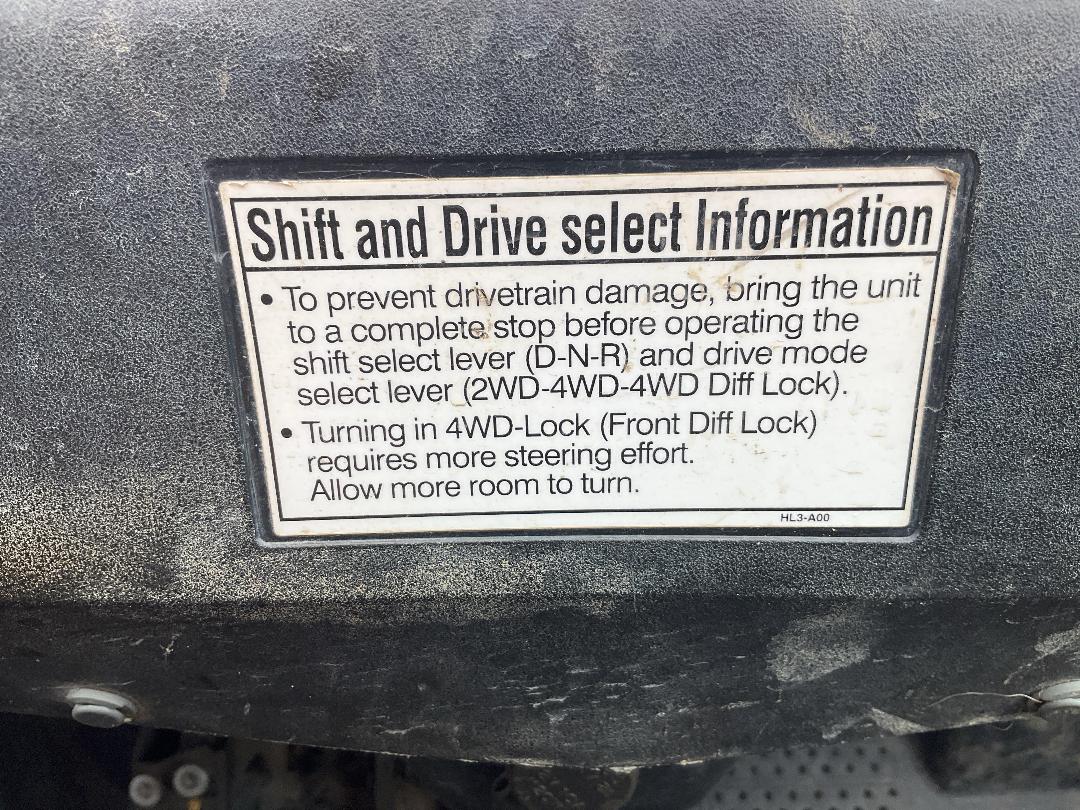 Shift and Drive select Information
• To prevent drivetrain damage, bring the unit
to a complete stop before operating the
shift select lever (D-N-R) and drive mode
select lever (2WD-4WD-4WD Diff Lock).
• Turning in 4WD-Lock (Front Diff Lock)
requires more steering effort.
Allow more room to turn.
HL3-A00